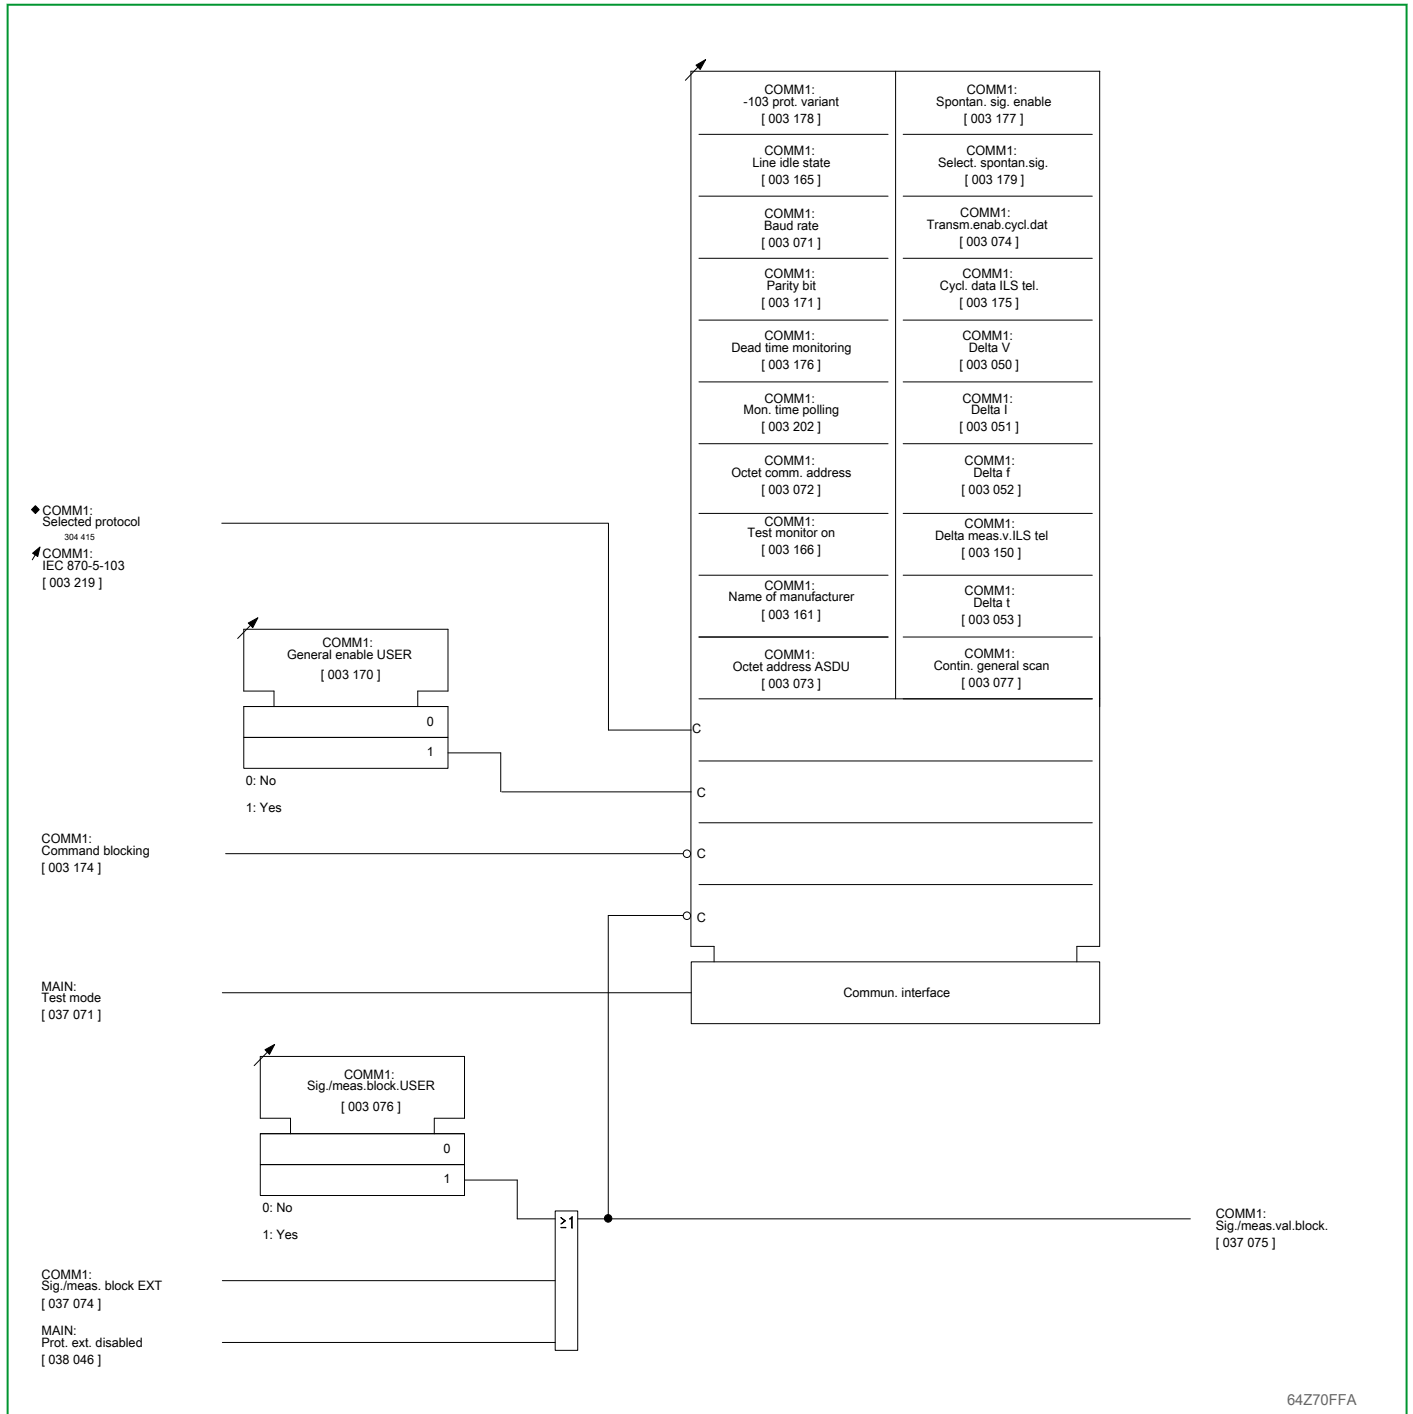 COMM1:
-103 prot. variant
[ 003 178 ]
COMM1:
Spontan. sig. enable
[ 003 177 ]
COMM1:
Line idle state
[ 003 165 ]
COMM1:
Select. spontan.sig.
[ 003 179 ]
COMM1:
Baud rate
[ 003 071 ]
COMM1:
Transm.enab.cycl.dat
[ 003 074 ]
COMM1:
Parity bit
[ 003 171 ]
COMM1:
Cycl. data ILS tel.
[ 003 175 ]
COMM1:
Dead time monitoring
[ 003 176 ]
COMM1:
Delta V
[ 003 050 ]
COMM1:
Mon. time polling
[ 003 202 ]
COMM1:
Delta I
[ 003 051 ]
COMM1:
Octet comm. address
[ 003 072 ]
COMM1:
Delta f
[ 003 052 ]
COMM1:
Test monitor on
[ 003 166 ]
COMM1:
Delta meas.v.ILS tel
[ 003 150 ]
COMM1:
Name of manufacturer
[ 003 161 ]
COMM1:
Delta t
[ 003 053 ]
COMM1:
Octet address ASDU
[ 003 073 ]
COMM1:
Contin. general scan
[ 003 077 ]
COMM1:
Selected protocol
304 415
COMM1:
IEC 870-5-103
[ 003 219 ]
C
COMM1:
General enable USER
[ 003 170 ]
0
1
0: No
1: Yes
C
COMM1:
Command blocking
[ 003 174 ]
C
C
MAIN:
Test mode
[ 037 071 ]
Commun. interface
COMM1:
Sig./meas.block.USER
[ 003 076 ]
0
1
0: No
1: Yes
≥1
COMM1:
Sig./meas.val.block.
[ 037 075 ]
COMM1:
Sig./meas. block EXT
[ 037 074 ]
MAIN:
Prot. ext. disabled
[ 038 046 ]
64Z70FFA